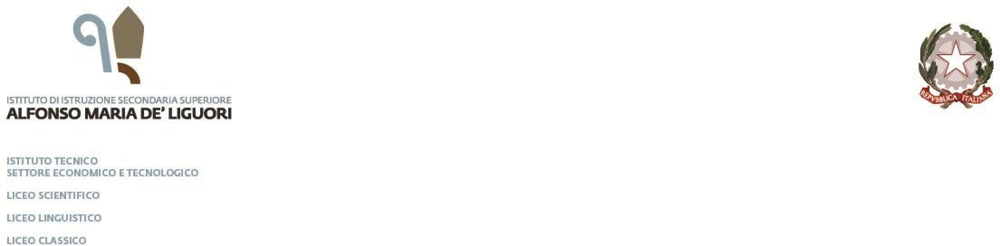 ISTITUTO DI ISTRUZIONE SECONDARIA SUPERIORE
ALFONSO MARIA DE' LIGUORI
REPVBBLICA ITALIANA
ISTITUTO TECNICO
SETTORE ECONOMICO E TECNOLOGICO
LICEO SCIENTIFICO
LICEO LINGUISTICO
LICEO CLASSICO